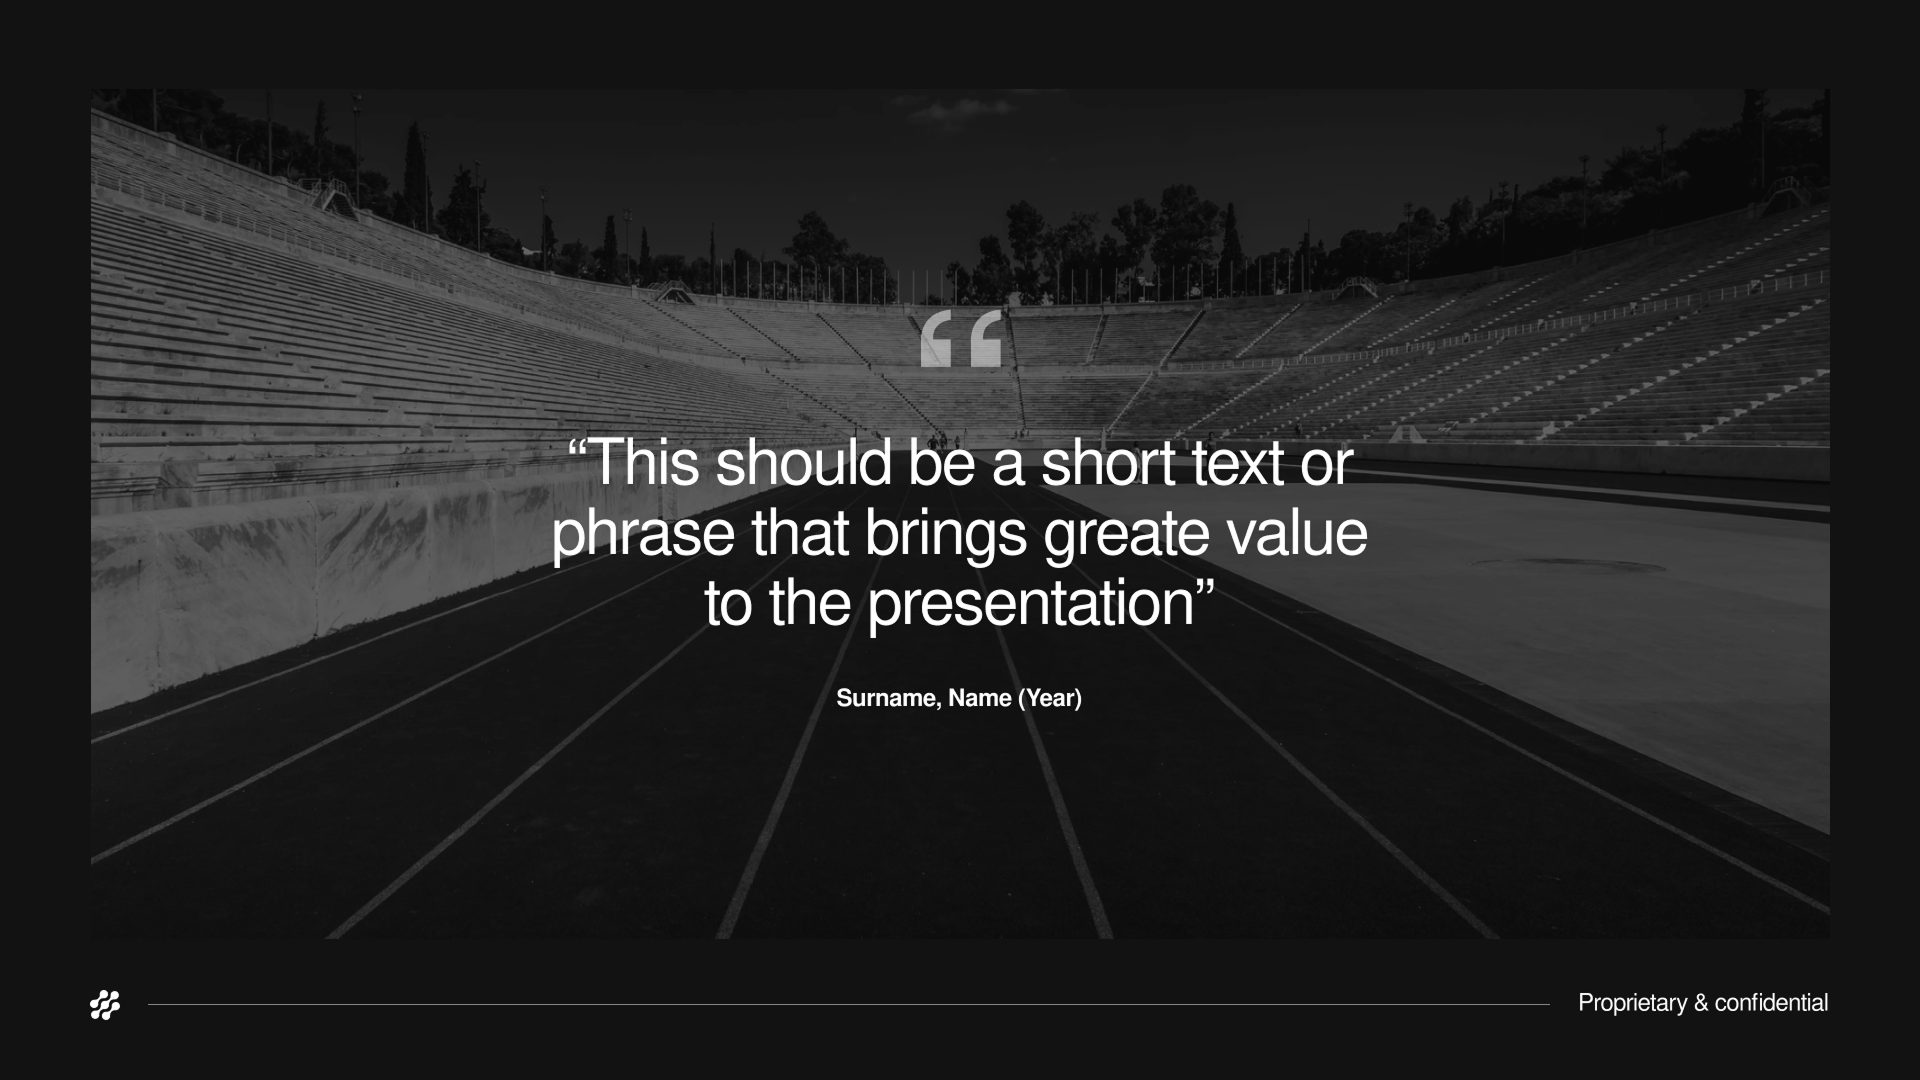 “This should be a short text or
phrase that brings greate value
to the presentation”
Surname, Name (Year)
Proprietary & confidential